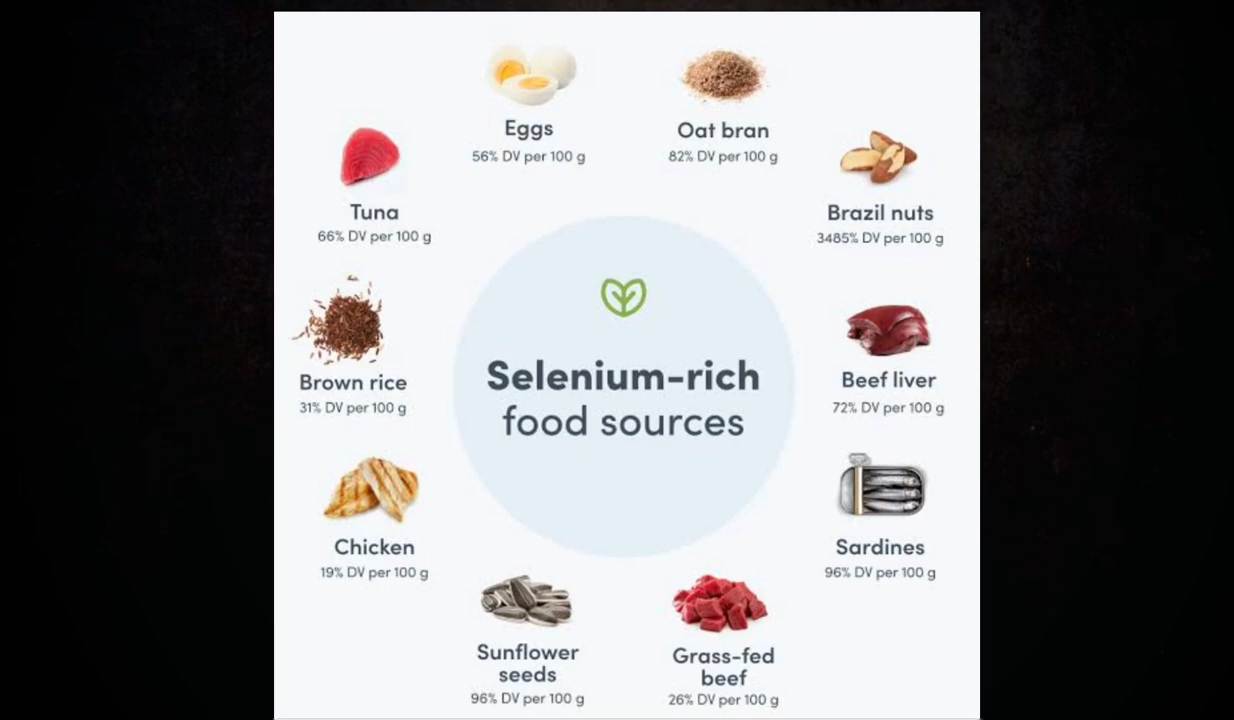 Eggs
56% DV per 100 g
Oat bran
82% DV per 100 g
Tuna
66% DV per 100 g
Brazil nuts
3485% DV per 100 g
Selenium-rich
food sources
Brown rice
31% DV per 100 g
Beef liver
72% DV per 100 g
Chicken
19% DV per 100 g
Sardines
96% DV per 100 g
Sunflower
seeds
96% DV per 100 g
Grass-fed
beef
26% DV per 100 g